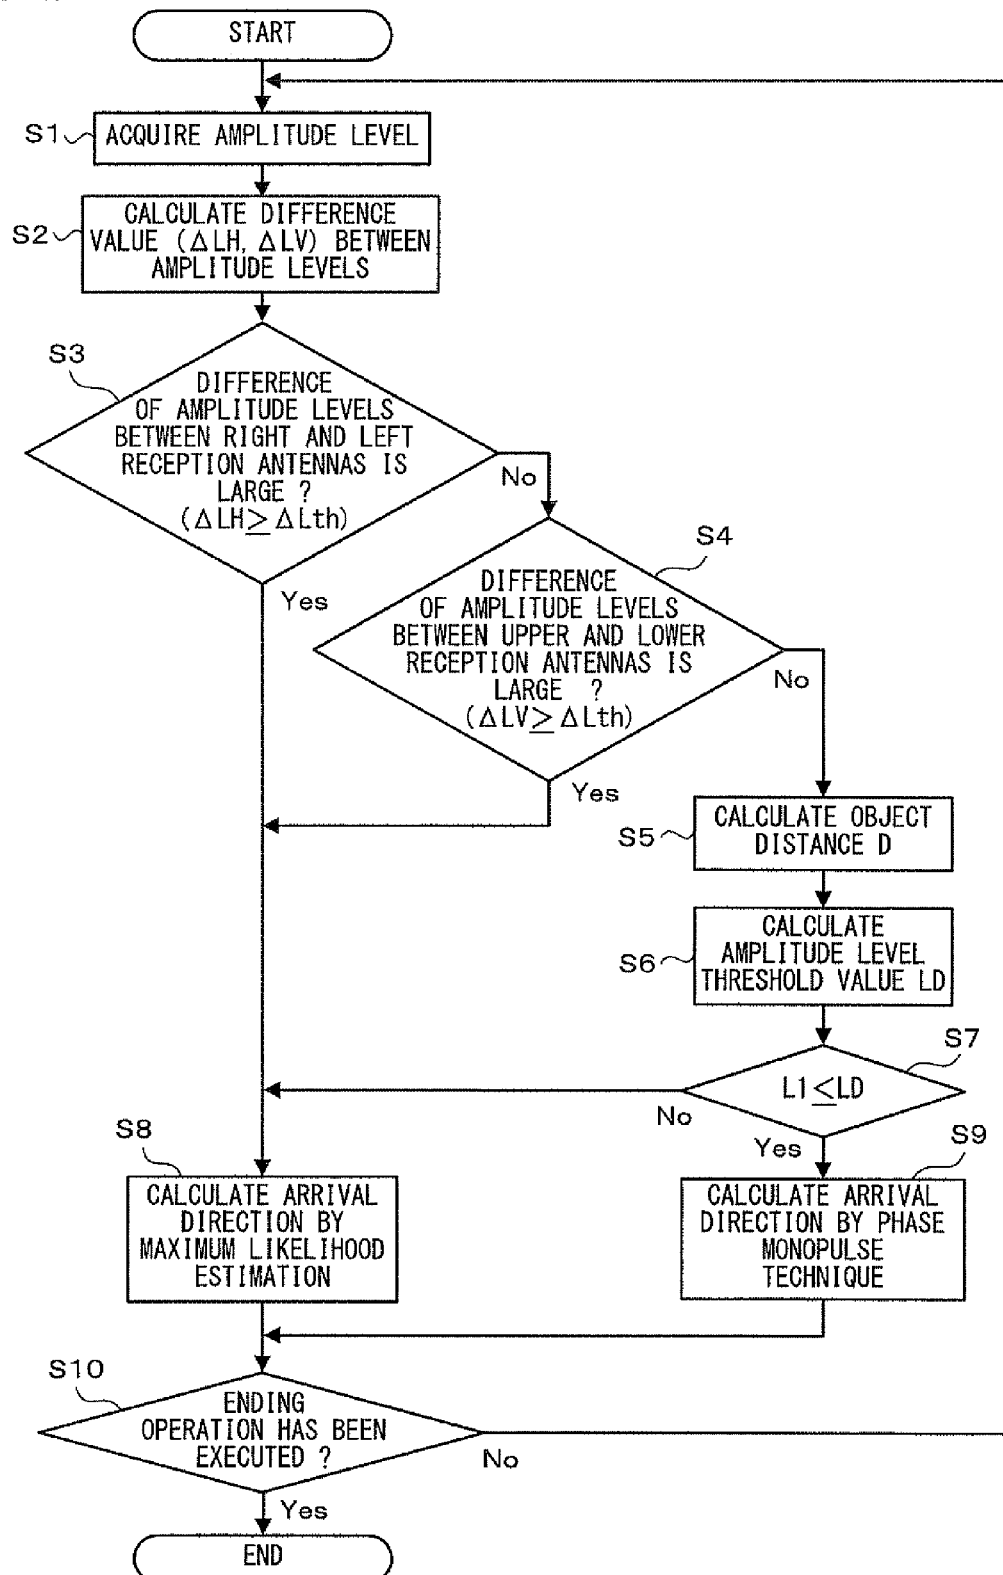 START
S1
ACQUIRE AMPLITUDE LEVEL
S2
CALCULATE DIFFERENCE
VALUE (ΔLH, ΔLV) BETWEEN
AMPLITUDE LEVELS
S3
DIFFERENCE
OF AMPLITUDE LEVELS
BETWEEN RIGHT AND LEFT
RECEPTION ANTENNAS IS
LARGE ?
(ΔLH≧ΔLth)
No
Yes
S4
DIFFERENCE
OF AMPLITUDE LEVELS
BETWEEN UPPER AND LOWER
RECEPTION ANTENNAS IS
LARGE ?
(ΔLV≧ΔLth)
No
Yes
S5
CALCULATE OBJECT
DISTANCE D
S6
CALCULATE
AMPLITUDE LEVEL
THRESHOLD VALUE LD
S7
L1≦LD
No
Yes
S8
CALCULATE ARRIVAL
DIRECTION BY
MAXIMUM LIKELIHOOD
ESTIMATION
S9
CALCULATE ARRIVAL
DIRECTION BY PHASE
MONOPULSE
TECHNIQUE
S10
ENDING
OPERATION HAS BEEN
EXECUTED ?
No
Yes
END